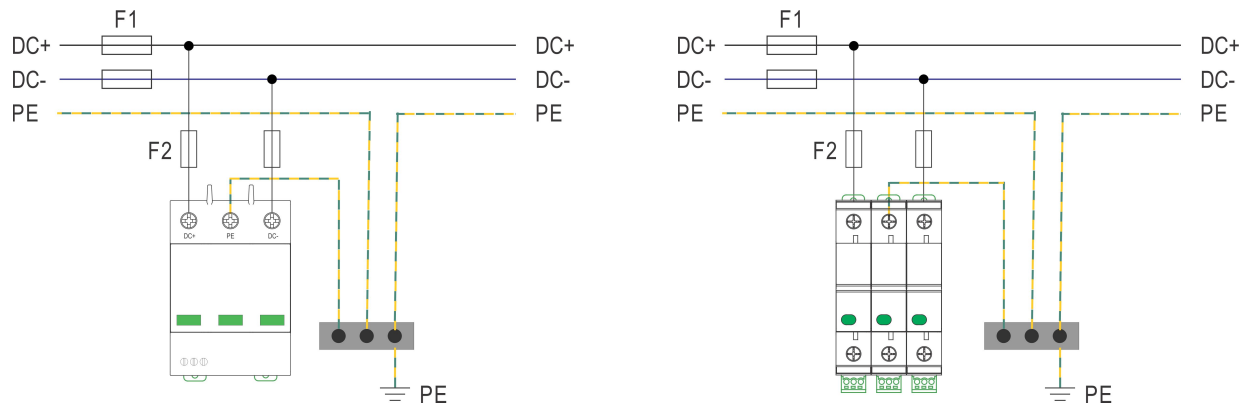 F1 F1
DC+ DC+ DC+ DC+
DC- DC- DC- DC-
PE PE PE PE
F2 F2
DC+ PE DC-
PE PE